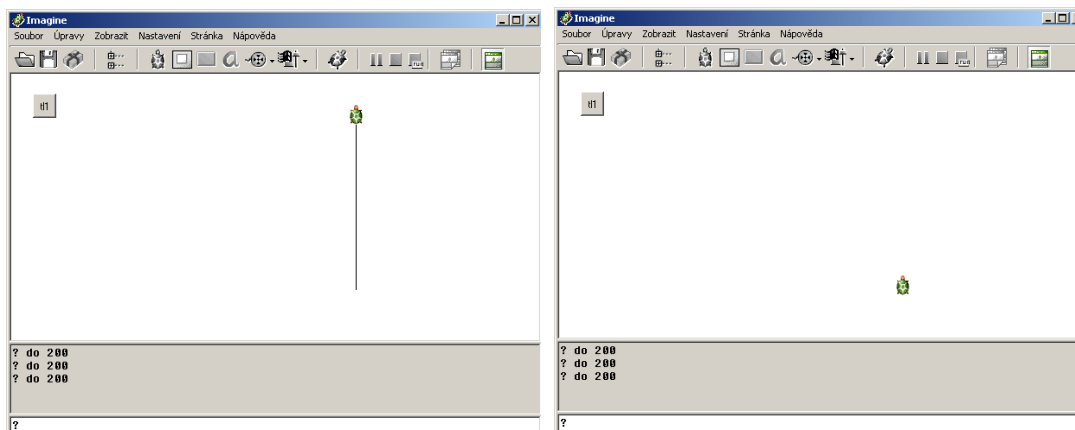 Imagine
Soubor Úpravy Zobrazit Nastavení Stránka Nápověda
tl1
? do 200
? do 200
? do 200
?
Imagine
Soubor Úpravy Zobrazit Nastavení Stránka Nápověda
tl1
? do 200
? do 200
? do 200
?